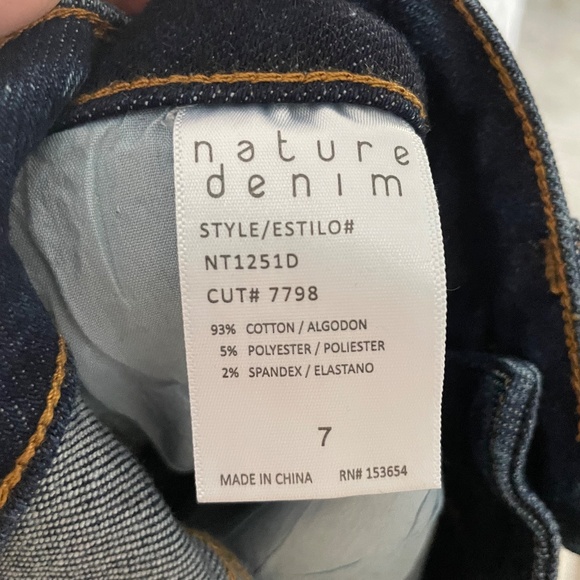 nature
denim
STYLE/ESTILO#
NT1251D
CUT# 7798
93% COTTON / ALGODON
5% POLYESTER / POLIESTER
2% SPANDEX / ELASTANO
7
MADE IN CHINA RN# 153654